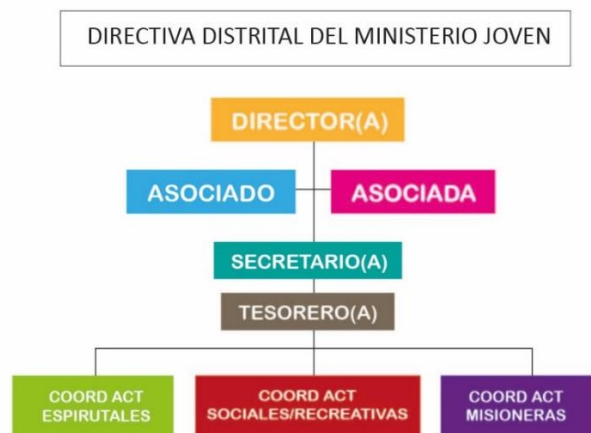 DIRECTIVA DISTRITAL DEL MINISTERIO JOVEN
DIRECTOR(A)
ASOCIADO
ASOCIADA
SECRETARIO(A)
TESORERO(A)
COORD ACT
ESPIRUTALES
COORD ACT
SOCIALES/RECREATIVAS
COORD ACT
MISIONERAS